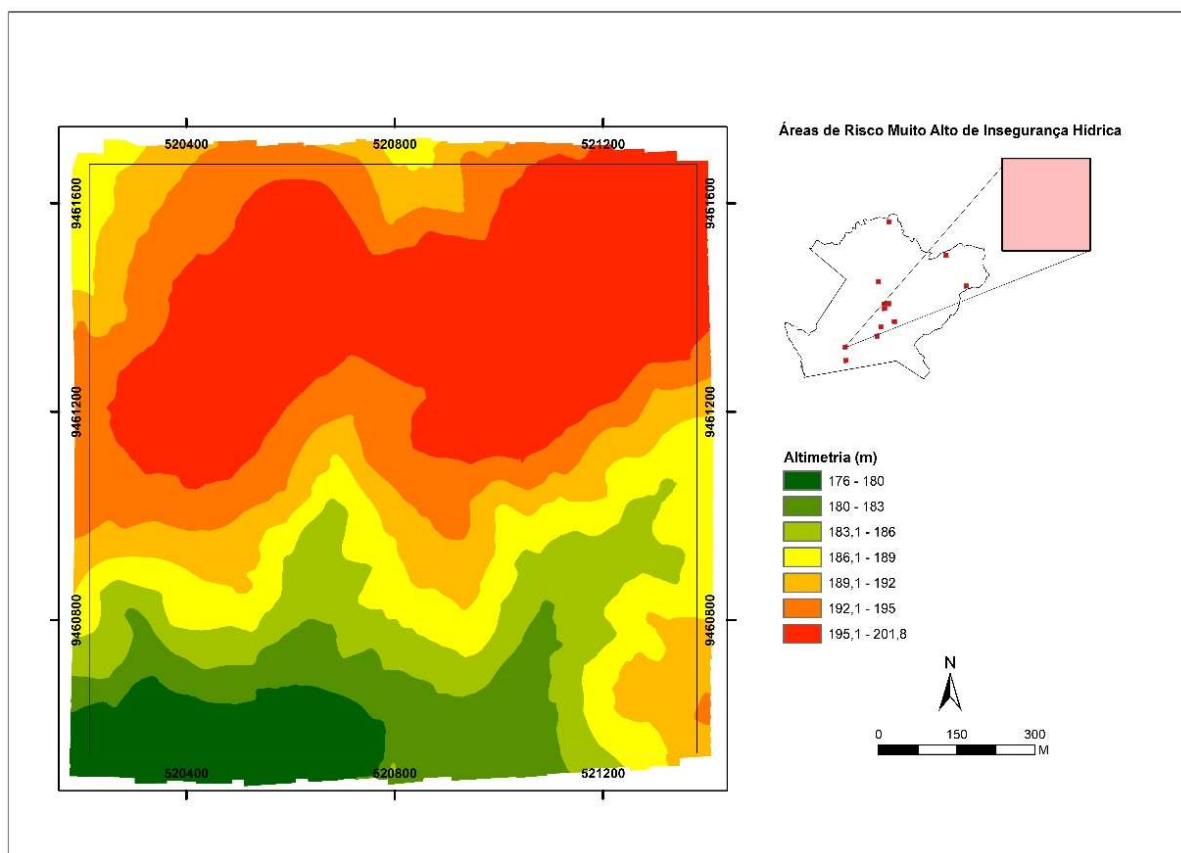 520400 520800 521200
9461600 9461600
9461200 9461200
9460800 9460800
520400 520800 521200
Áreas de Risco Muito Alto de Insegurança Hídrica
Altimetria (m)
176 - 180
180 - 183
183,1 - 186
186,1 - 189
189,1 - 192
192,1 - 195
195,1 - 201,8
N
0 150 300
M